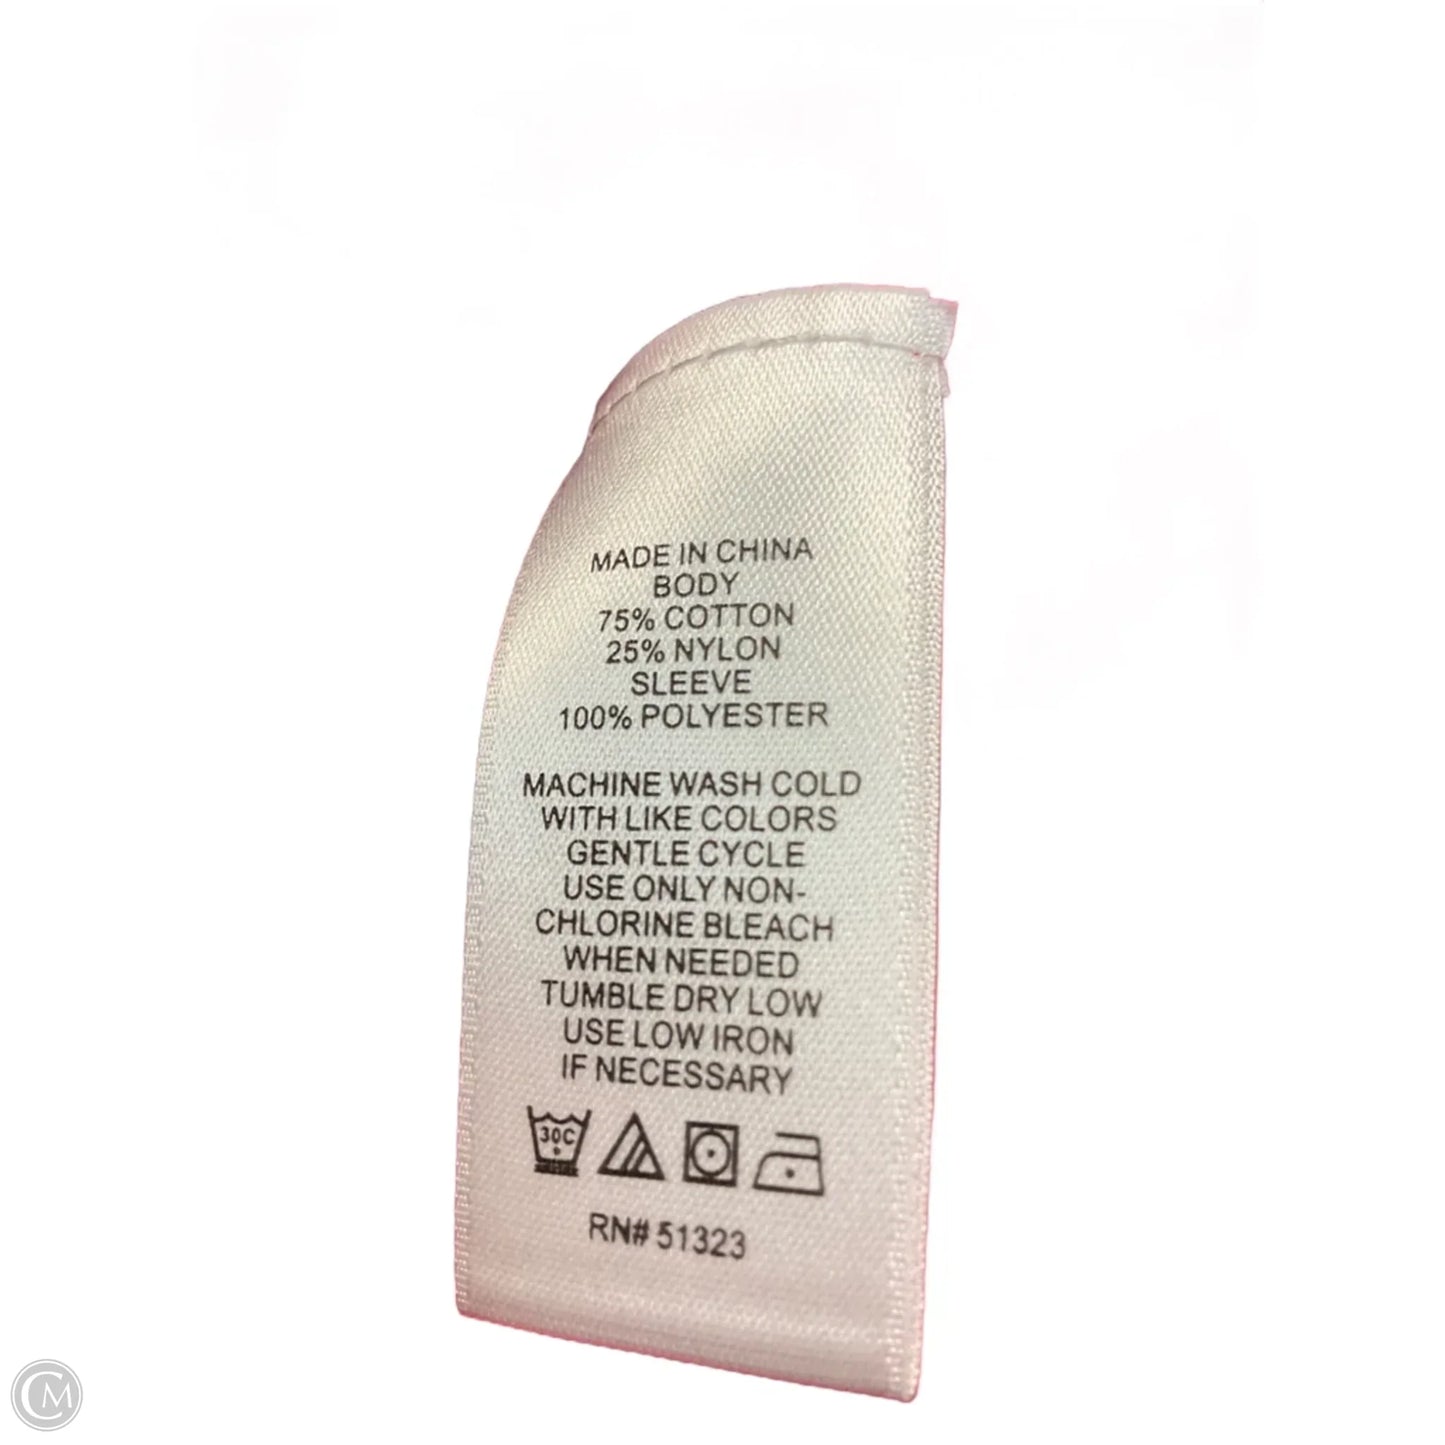 MADE IN CHINA
BODY
75% COTTON
25% NYLON
SLEEVE
100% POLYESTER
MACHINE WASH COLD
WITH LIKE COLORS
GENTLE CYCLE
USE ONLY NON-
CHLORINE BLEACH
WHEN NEEDED
TUMBLE DRY LOW
USE LOW IRON
IF NECESSARY
30C
RN# 51323
CM